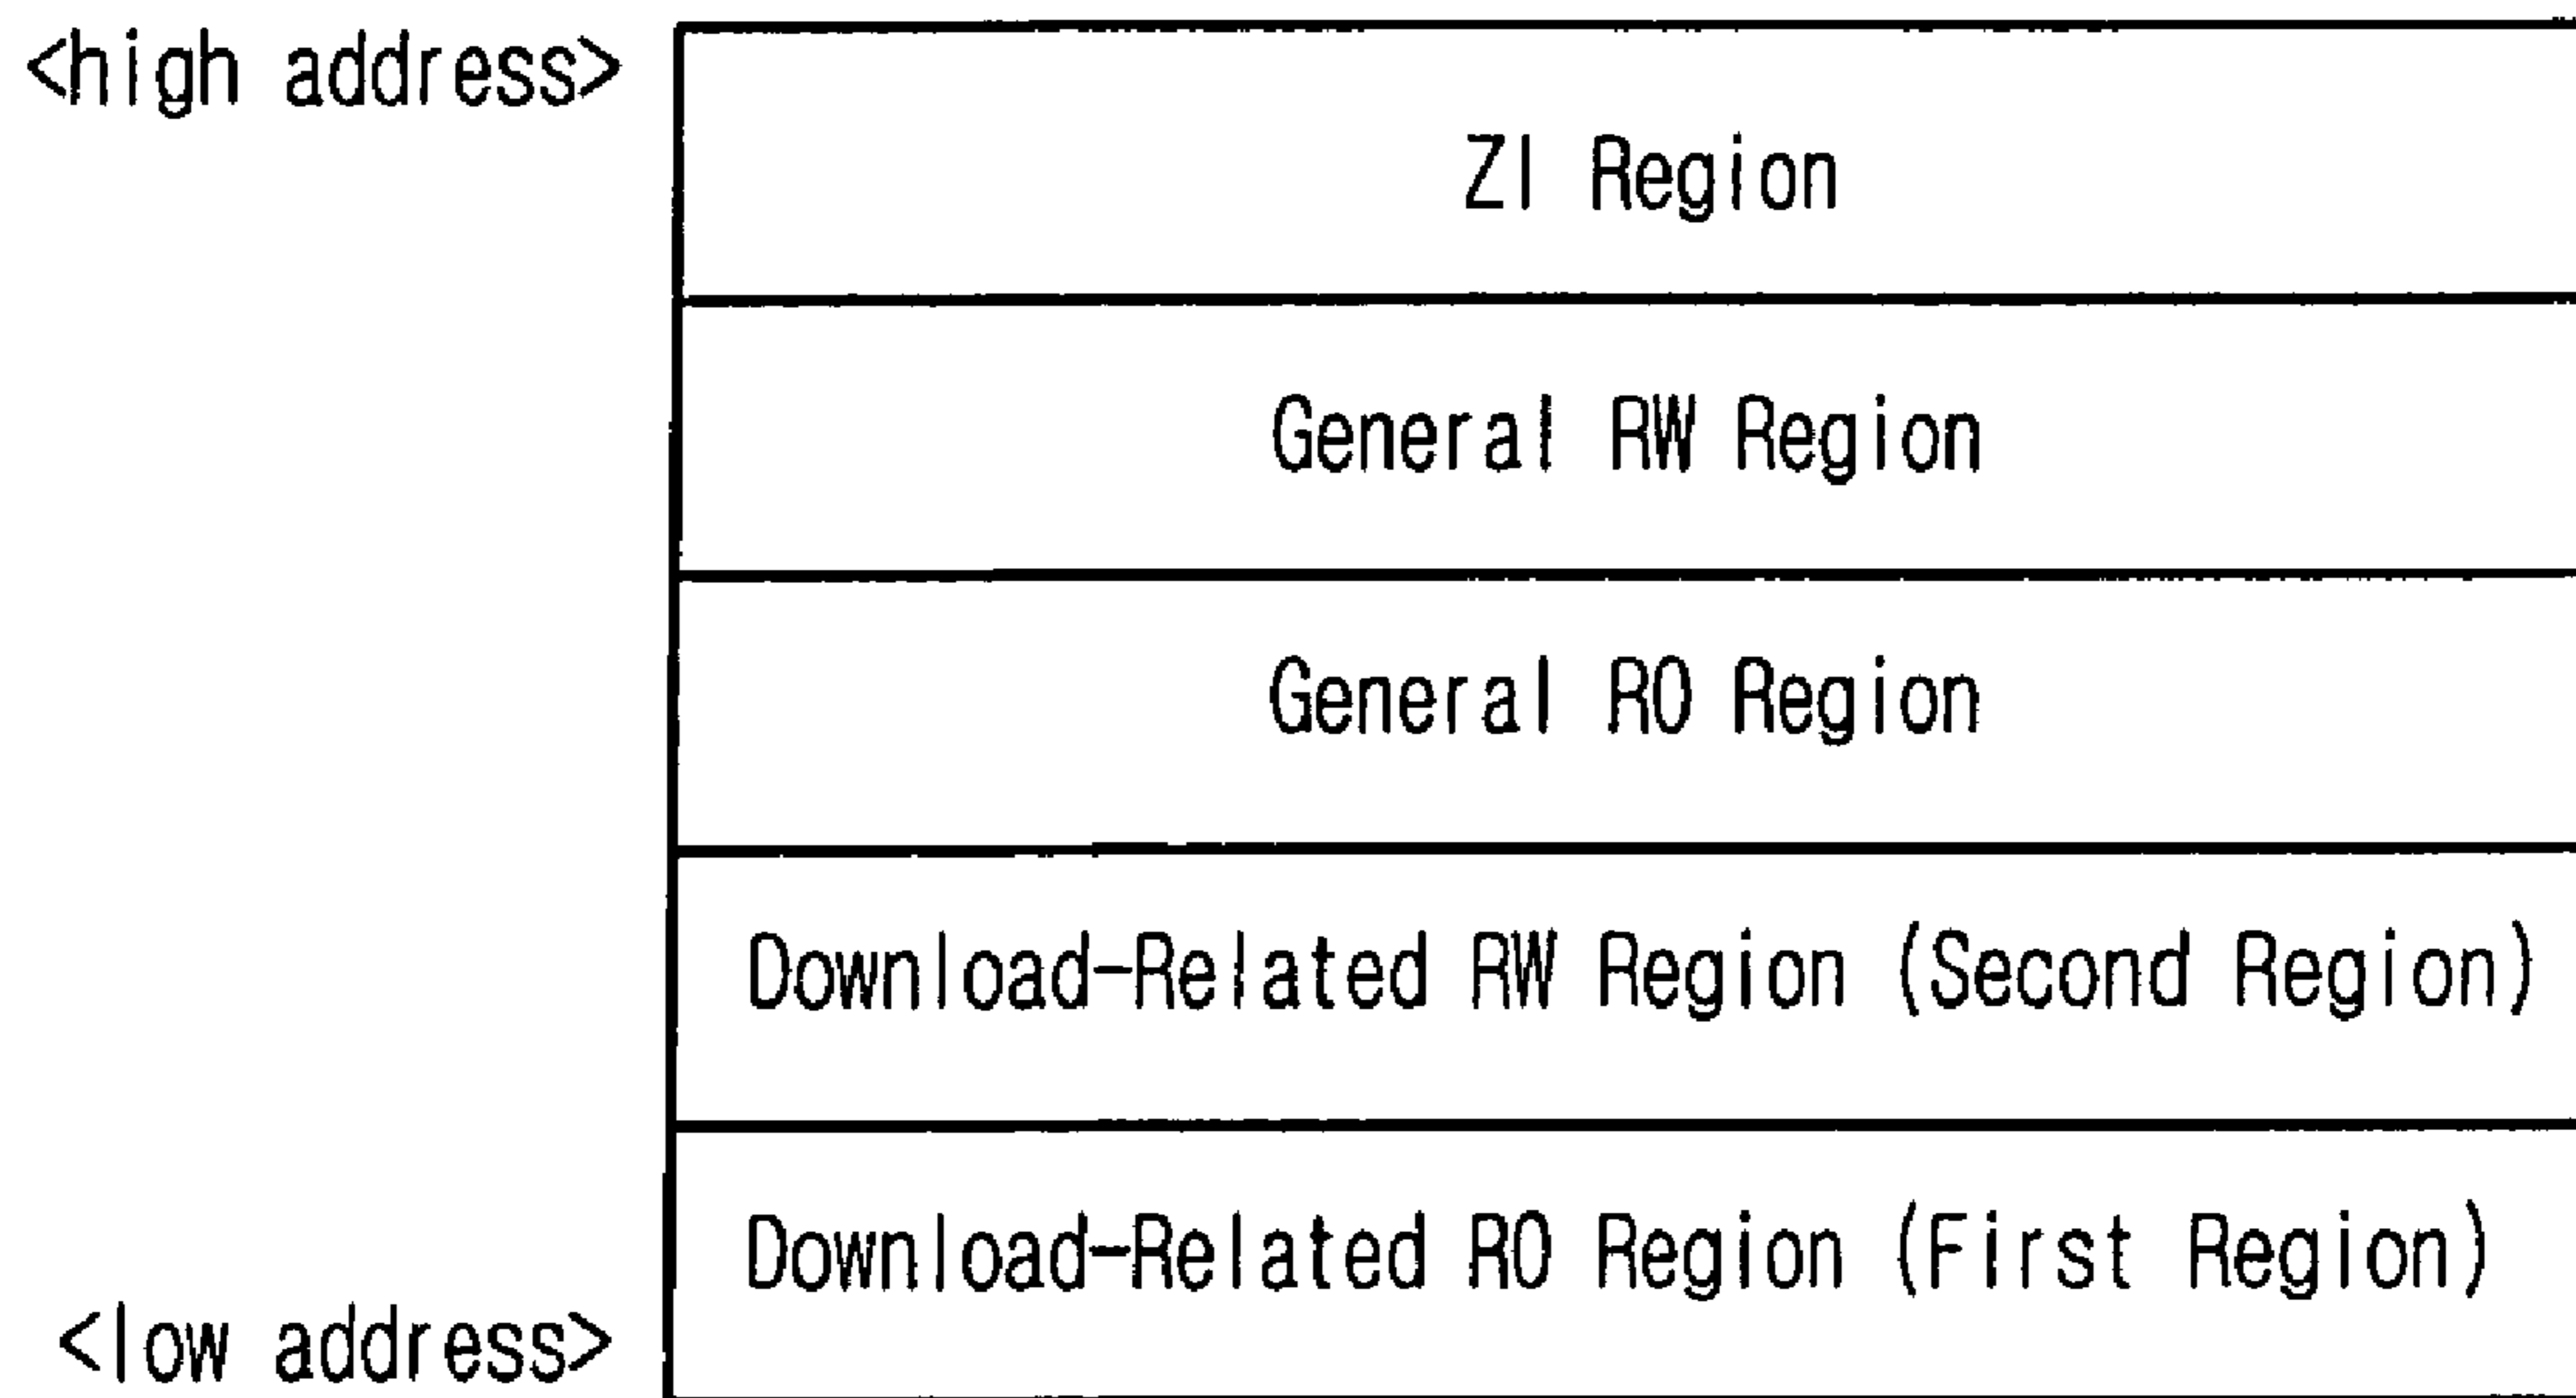 <high address>
ZI Region
General RW Region
General RO Region
Download-Related RW Region (Second Region)
Download-Related RO Region (First Region)
<low address>